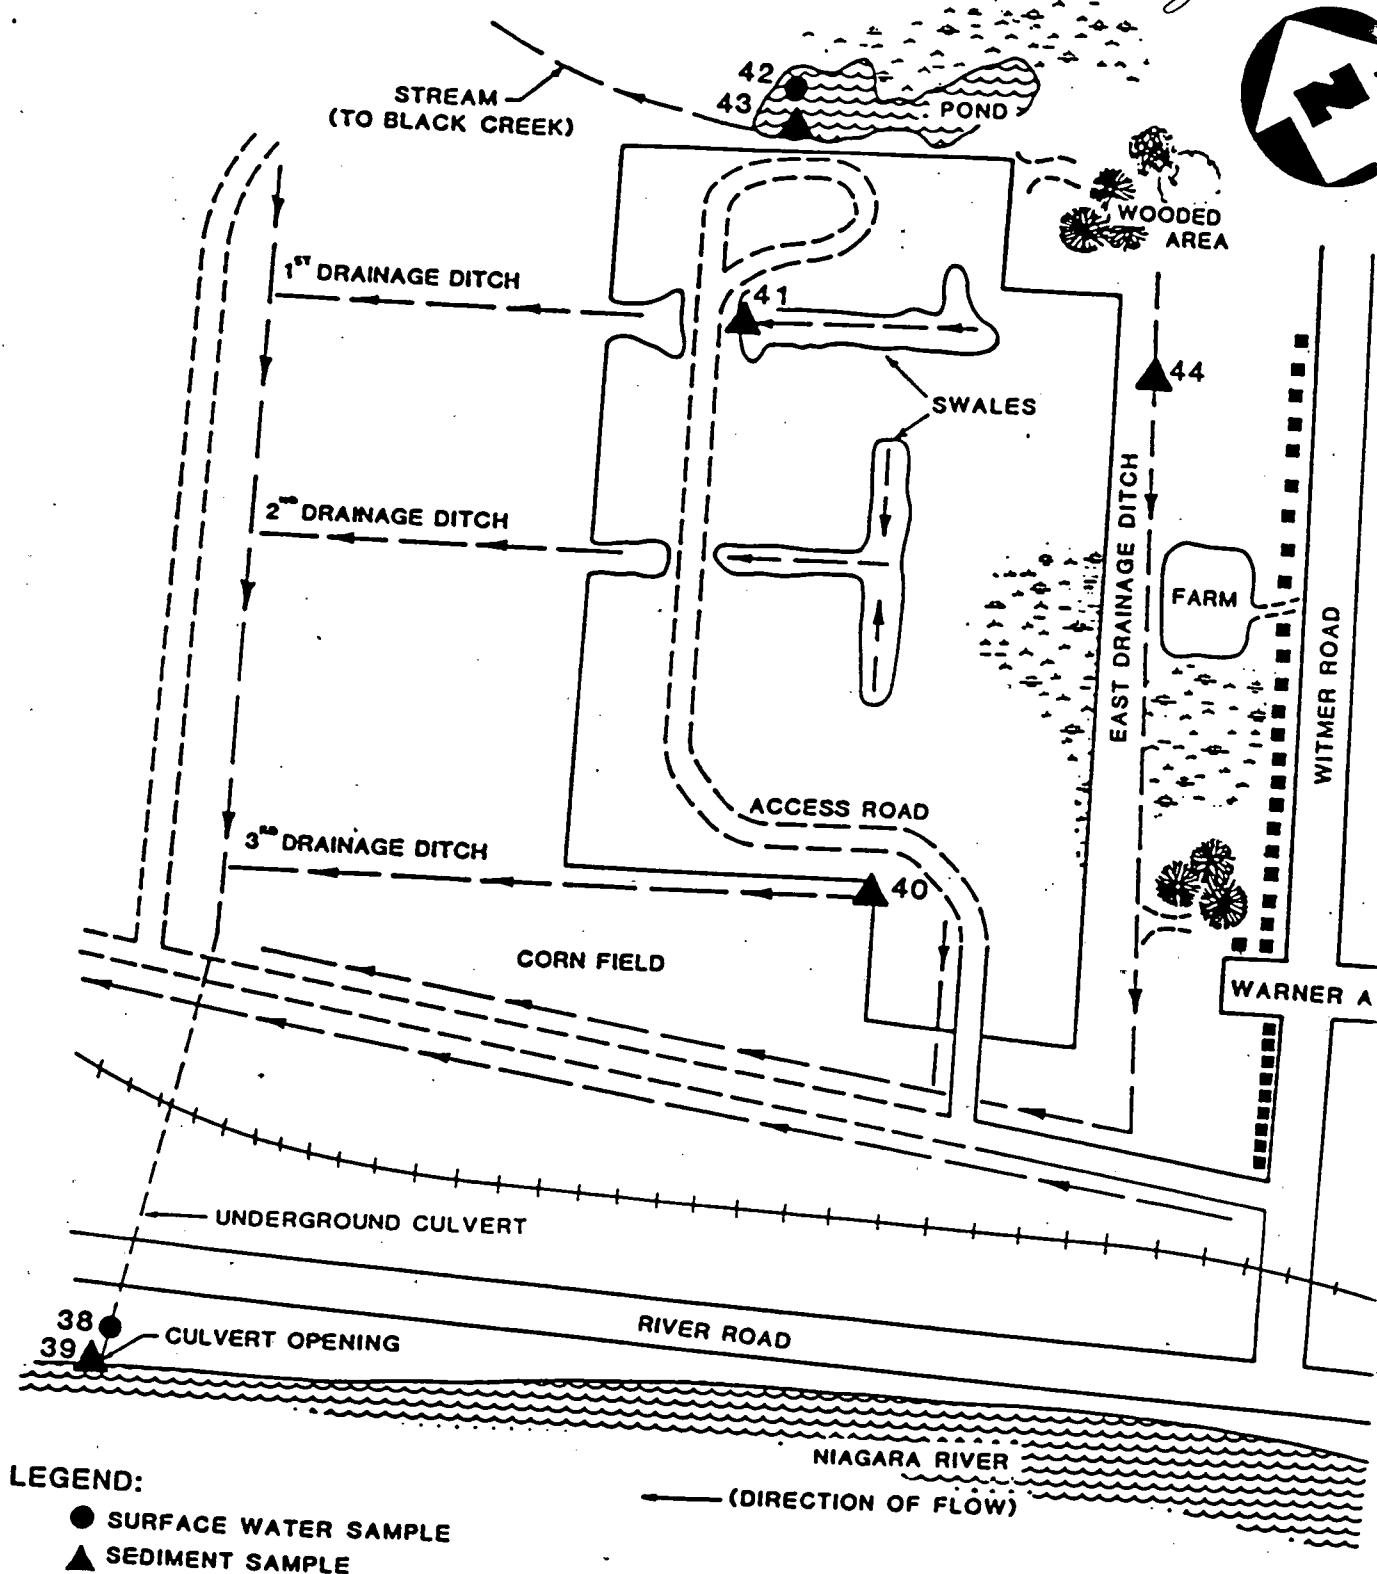 42
STREAM
(TO BLACK CREEK)
43
POND
N
WOODED
AREA
1ST DRAINAGE DITCH
41
44
SWALES
2ND DRAINAGE DITCH
EAST DRAINAGE DITCH
FARM
WITMER ROAD
ACCESS ROAD
3RD DRAINAGE DITCH
40
CORN FIELD
WARNER A
UNDERGROUND CULVERT
38
39
CULVERT OPENING
RIVER ROAD
NIAGARA RIVER
(DIRECTION OF FLOW)
LEGEND:
SURFACE WATER SAMPLE
SEDIMENT SAMPLE